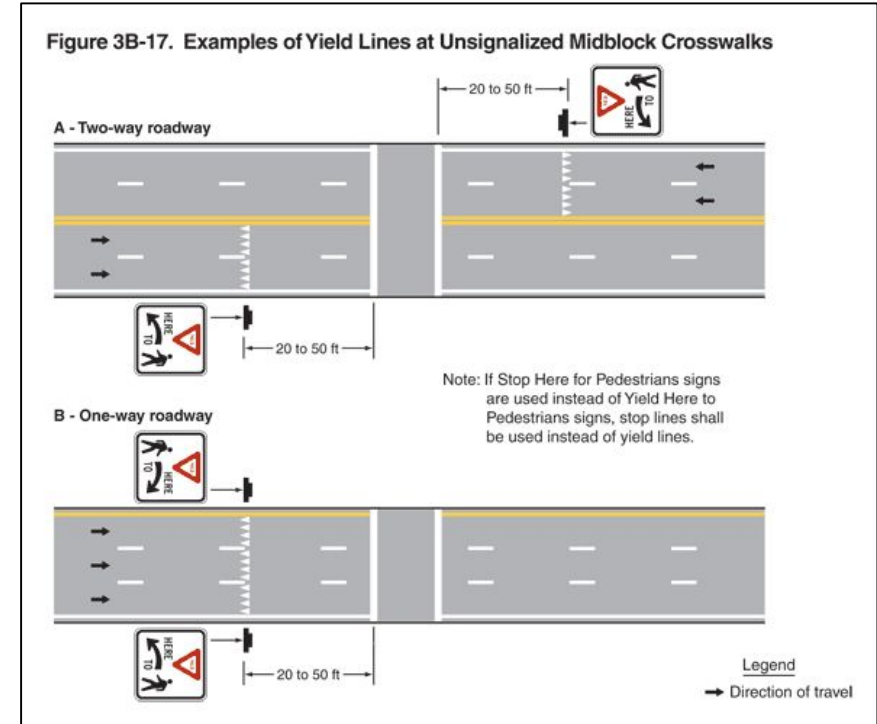 Figure 3B-17. Examples of Yield Lines at Unsignalized Midblock Crosswalks
20 to 50 ft
HERE
TO
A - Two-way roadway
HERE
TO
20 to 50 ft
Note: If Stop Here for Pedestrians signs
are used instead of Yield Here to
Pedestrians signs, stop lines shall
be used instead of yield lines.
B - One-way roadway
HERE
TO
HERE
TO
20 to 50 ft
Legend
Direction of travel